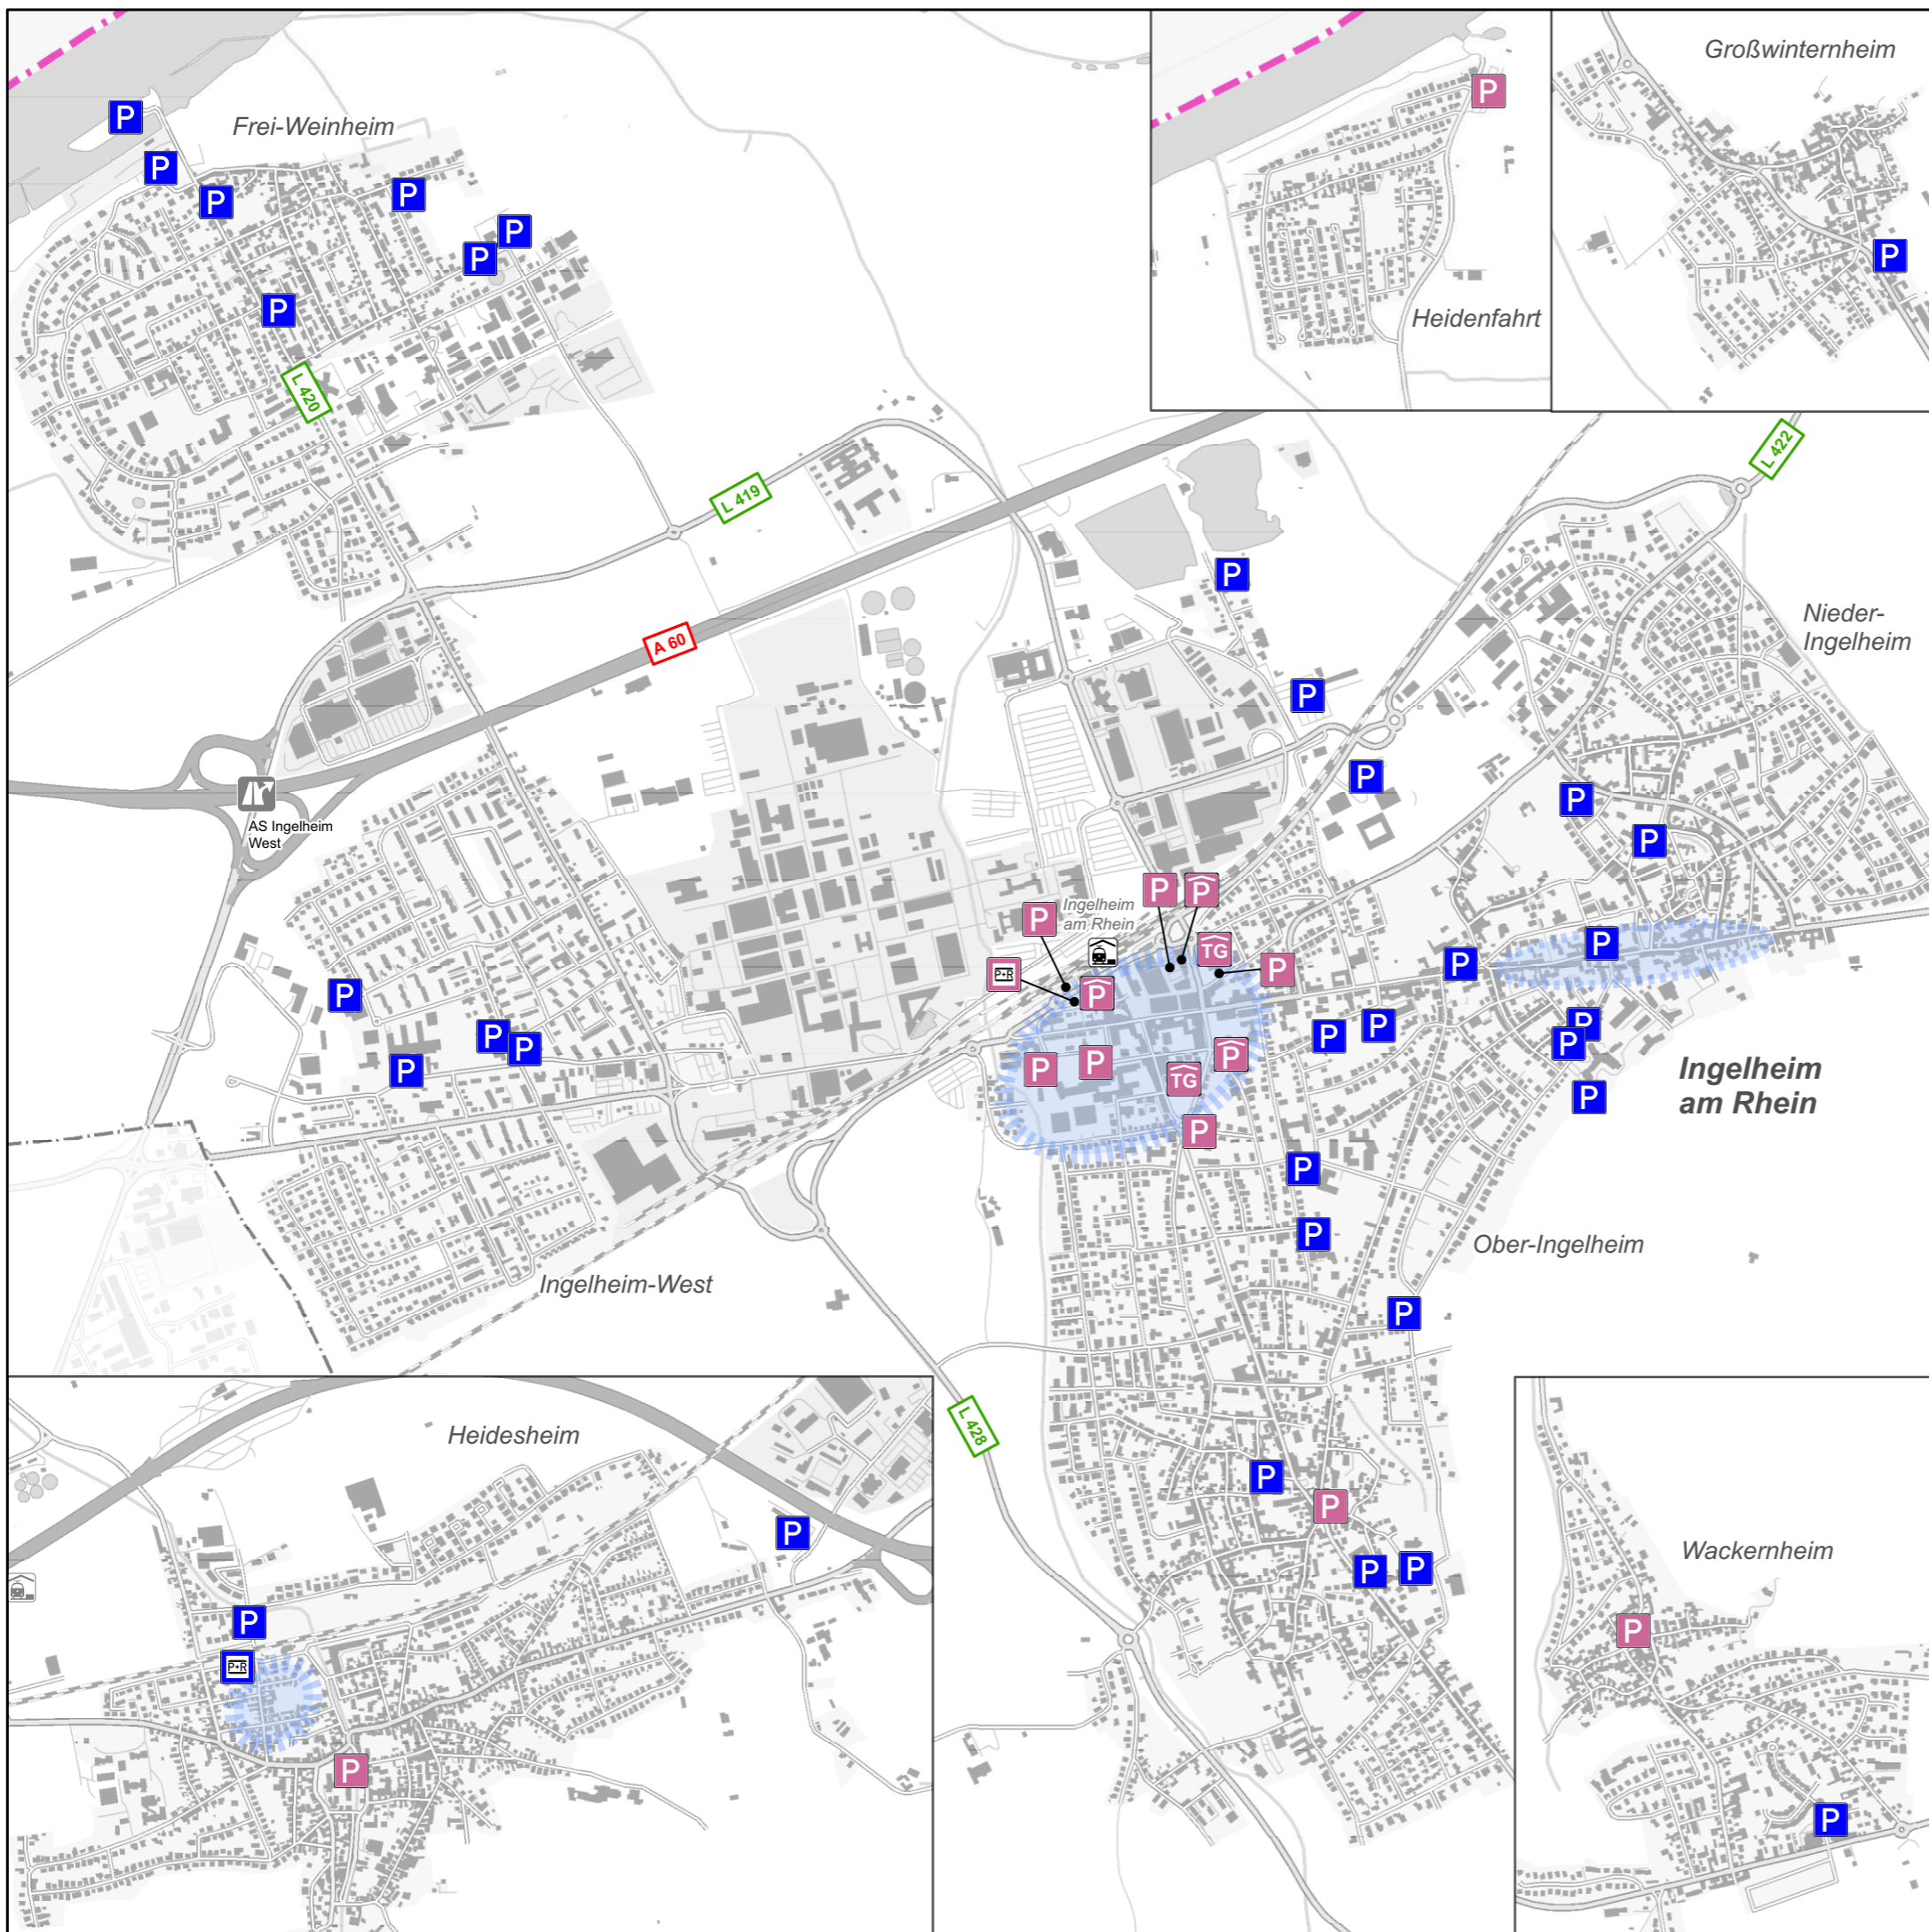 Frei-Weinheim
P
P
P
P
P
P
P
L 420
L 419
A 60
AS Ingelheim
West
P
Heidenfahrt
Großwinternheim
P
L 422
Nieder-
Ingelheim
P
P
P
P
P
Ingelheim
am Rhein
P
P
P
P+R
P
TG
P
P
P
P
TG
P
P
P
P
P
P
P
P
P
P
Ingelheim
am Rhein
P
P
P
P
Ingelheim-West
P
P
Ober-Ingelheim
P
L 428
P
P
P
P
Heidesheim
P
P
P+R
P
Wackernheim
P
P